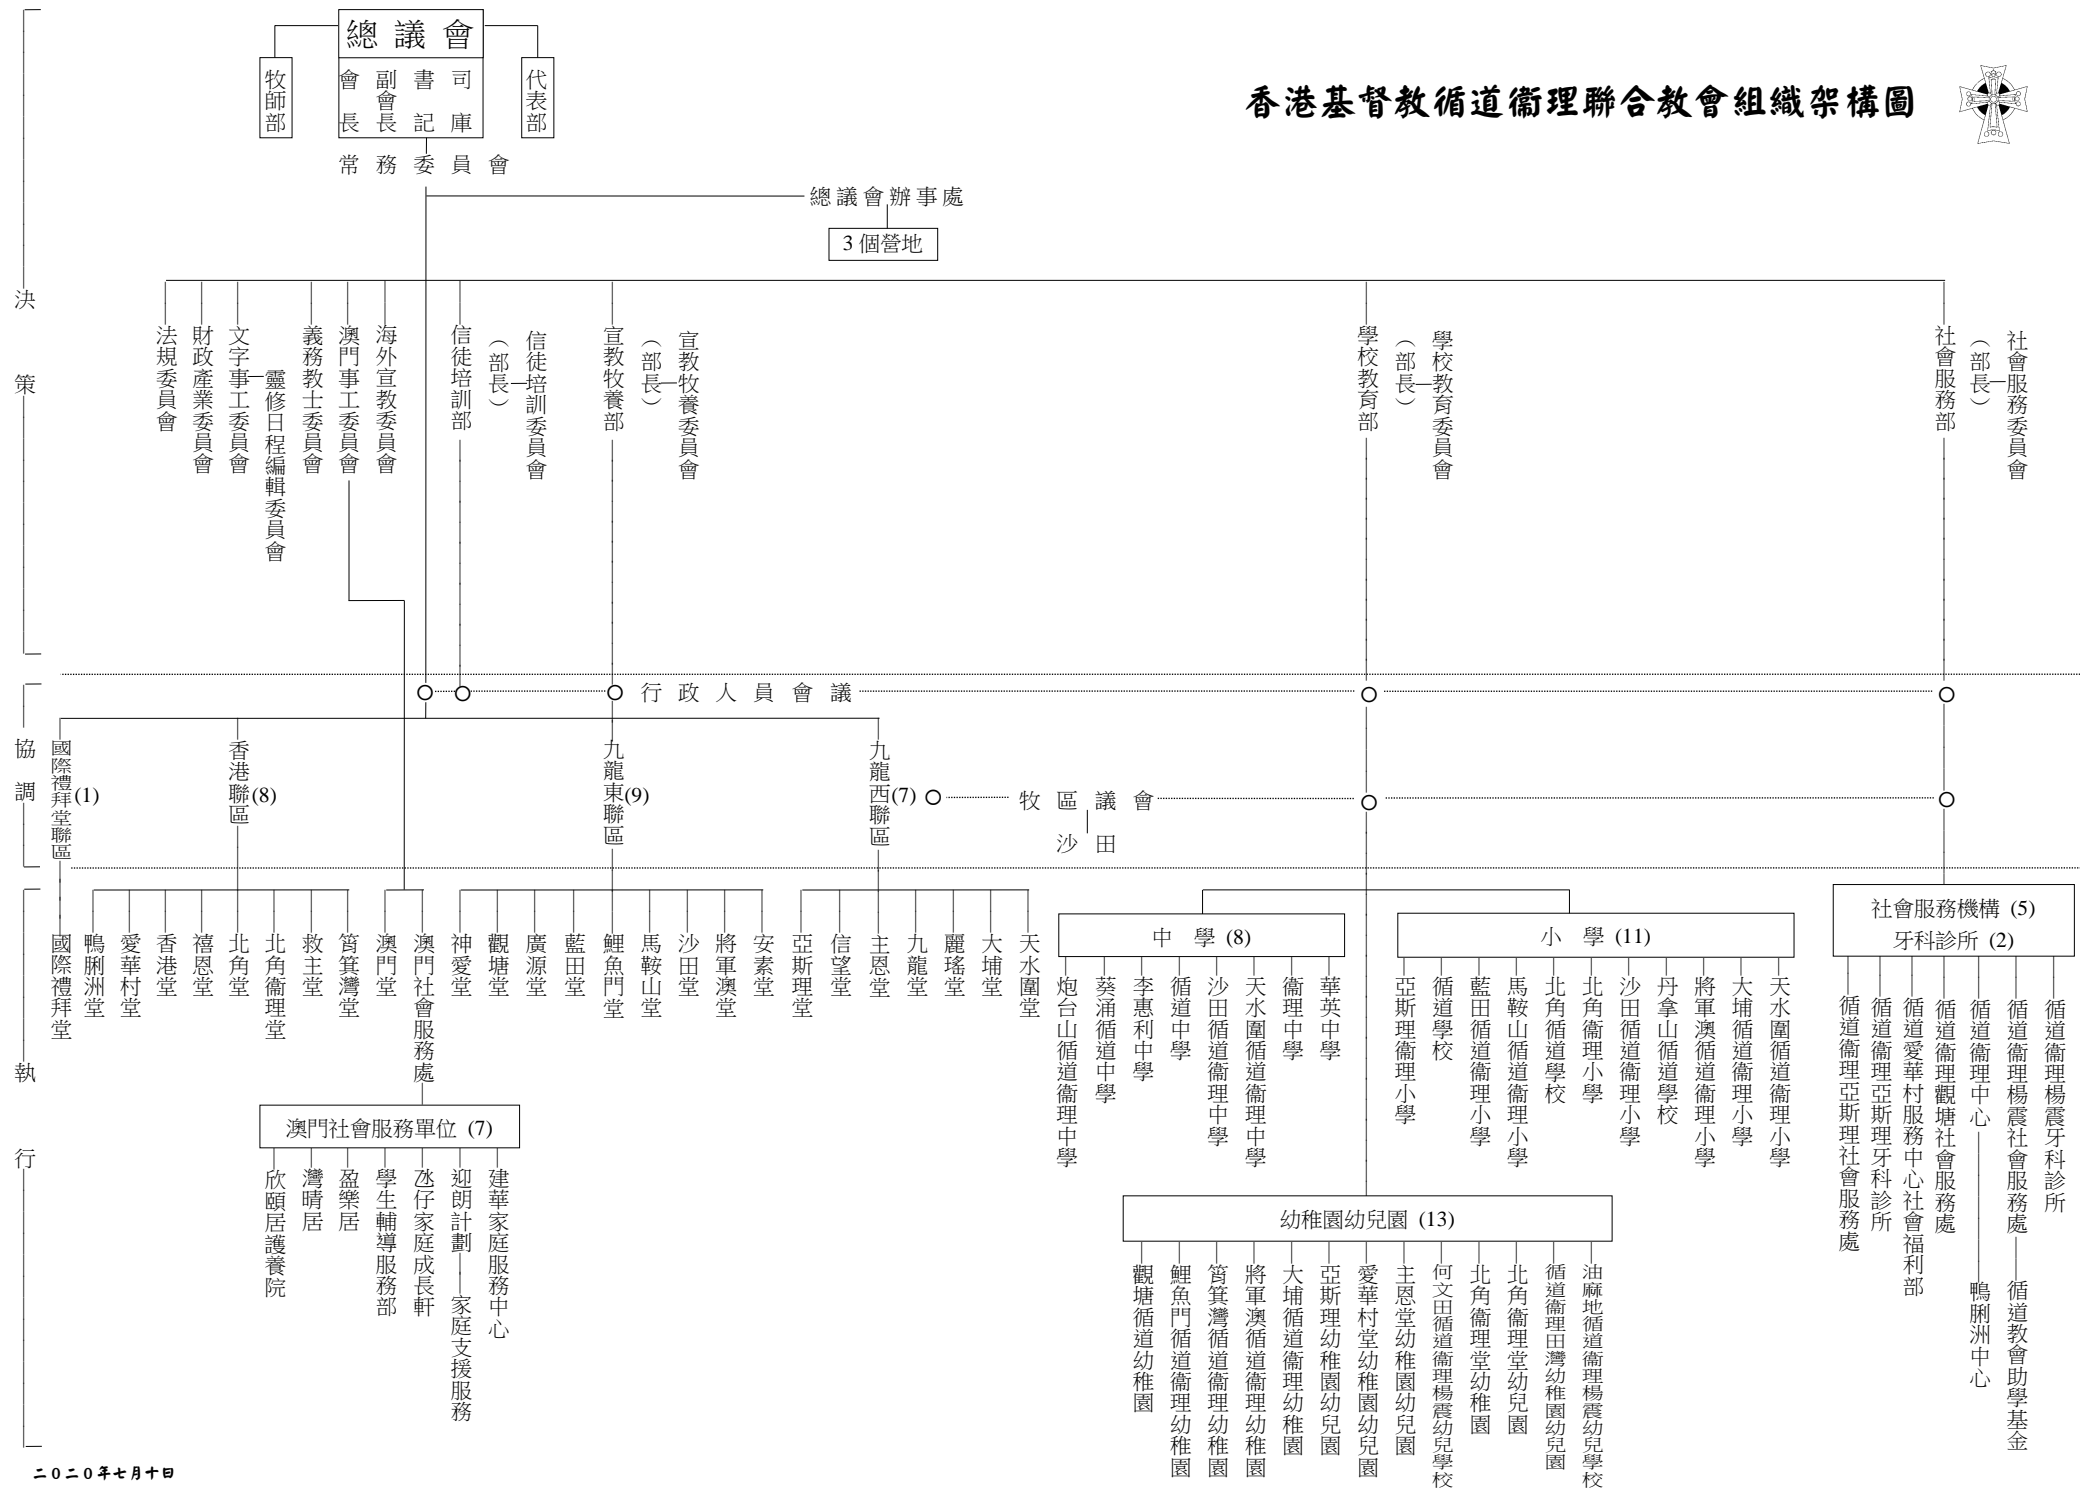 香港基督教循道衞理聯合教會組織架構圖
總議會
牧師部
會長
副會長
書記
司庫
代表部
常務委員會
總議會辦事處
3 個營地
決策
法規委員會
財政產業委員會
文字事工委員會
靈修日程編輯委員會
義務教士委員會
澳門事工委員會
海外宣教委員會
信徒培訓部
（部長）
信徒培訓委員會
宣教牧養部
（部長）
宣教牧養委員會
學校教育部
（部長）
學校教育委員會
社會服務部
（部長）
社會服務委員會
協調
行政人員會議
國際禮拜堂聯區 (1)
香港聯區 (8)
九龍東聯區 (9)
九龍西聯區 (7)
牧區議會
沙田
執行
國際禮拜堂
鴨脷洲堂
愛華村堂
香港堂
禧恩堂
北角堂
北角衞理堂
救主堂
筲箕灣堂
澳門堂
澳門社會服務處
神愛堂
觀塘堂
廣源堂
藍田堂
鯉魚門堂
馬鞍山堂
沙田堂
將軍澳堂
安素堂
亞斯理堂
信望堂
主恩堂
九龍堂
麗瑤堂
大埔堂
天水圍堂
澳門社會服務單位 (7)
欣頤居護養院
灣晴居
盈樂居
學生輔導服務部
氹仔家庭成長軒
迎朗計劃
家庭支援服務
建華家庭服務中心
中學 (8)
炮台山循道衞理中學
葵涌循道中學
李惠利中學
循道中學
沙田循道衞理中學
天水圍循道衞理中學
衞理中學
華英中學
小學 (11)
亞斯理衞理小學
循道學校
藍田循道衞理小學
馬鞍山循道衞理小學
北角循道學校
北角衞理小學
沙田循道衞理小學
丹拿山循道學校
將軍澳循道衞理小學
大埔循道衞理小學
天水圍循道衞理小學
幼稚園幼兒園 (13)
觀塘循道幼稚園
鯉魚門循道衞理幼稚園
筲箕灣循道衞理幼稚園
將軍澳循道衞理幼稚園
大埔循道衞理幼稚園
亞斯理幼稚園幼兒園
愛華村堂幼稚園幼兒園
主恩堂幼稚園幼兒園
何文田循道衞理楊震幼兒學校
北角衞理堂幼稚園
北角衞理堂幼兒園
循道衞理田灣幼稚園幼兒園
油麻地循道衞理楊震幼兒學校
社會服務機構 (5)
牙科診所 (2)
循道衞理亞斯理社會服務處
循道衞理亞斯理牙科診所
循道愛華村服務中心社會福利部
循道衞理觀塘社會服務處
循道衞理中心
鴨脷洲中心
循道衞理楊震社會服務處
循道教會助學基金
循道衞理楊震牙科診所
二０二０年七月十日